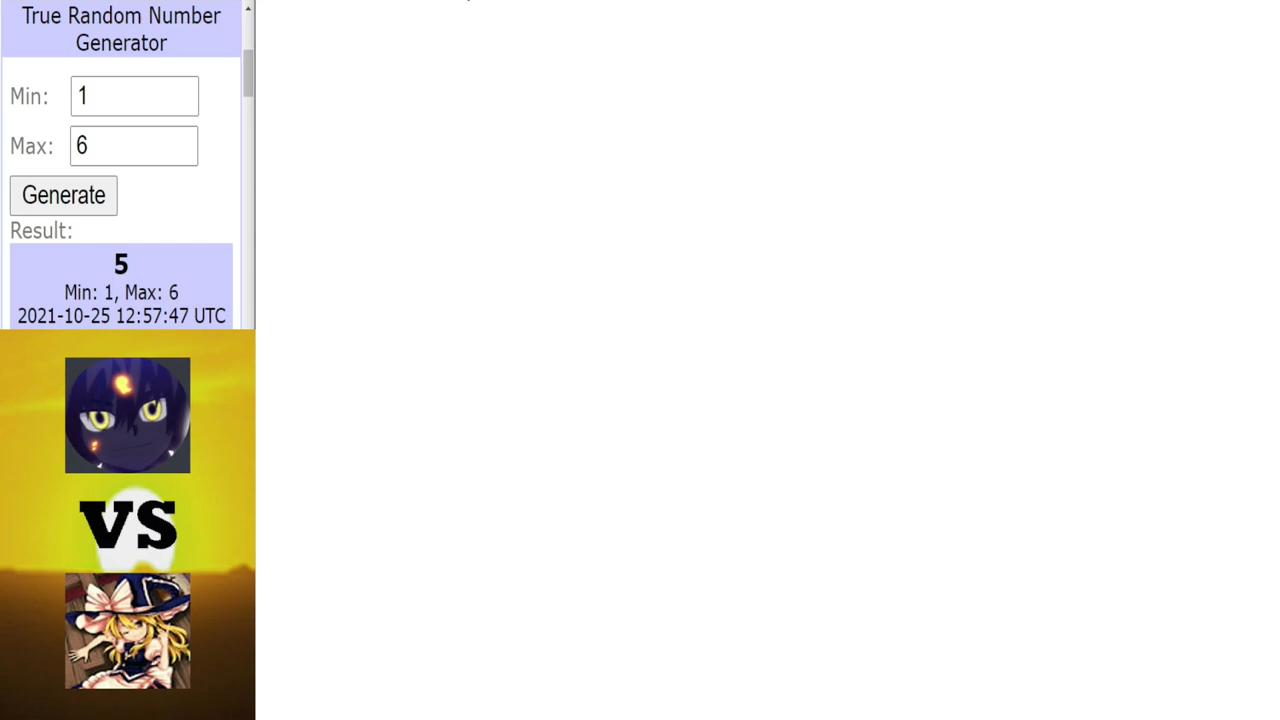 True Random Number
Generator
Min: 1
Max: 6
Generate
Result:
5
Min: 1, Max: 6
2021-10-25 12:57:47 UTC
VS